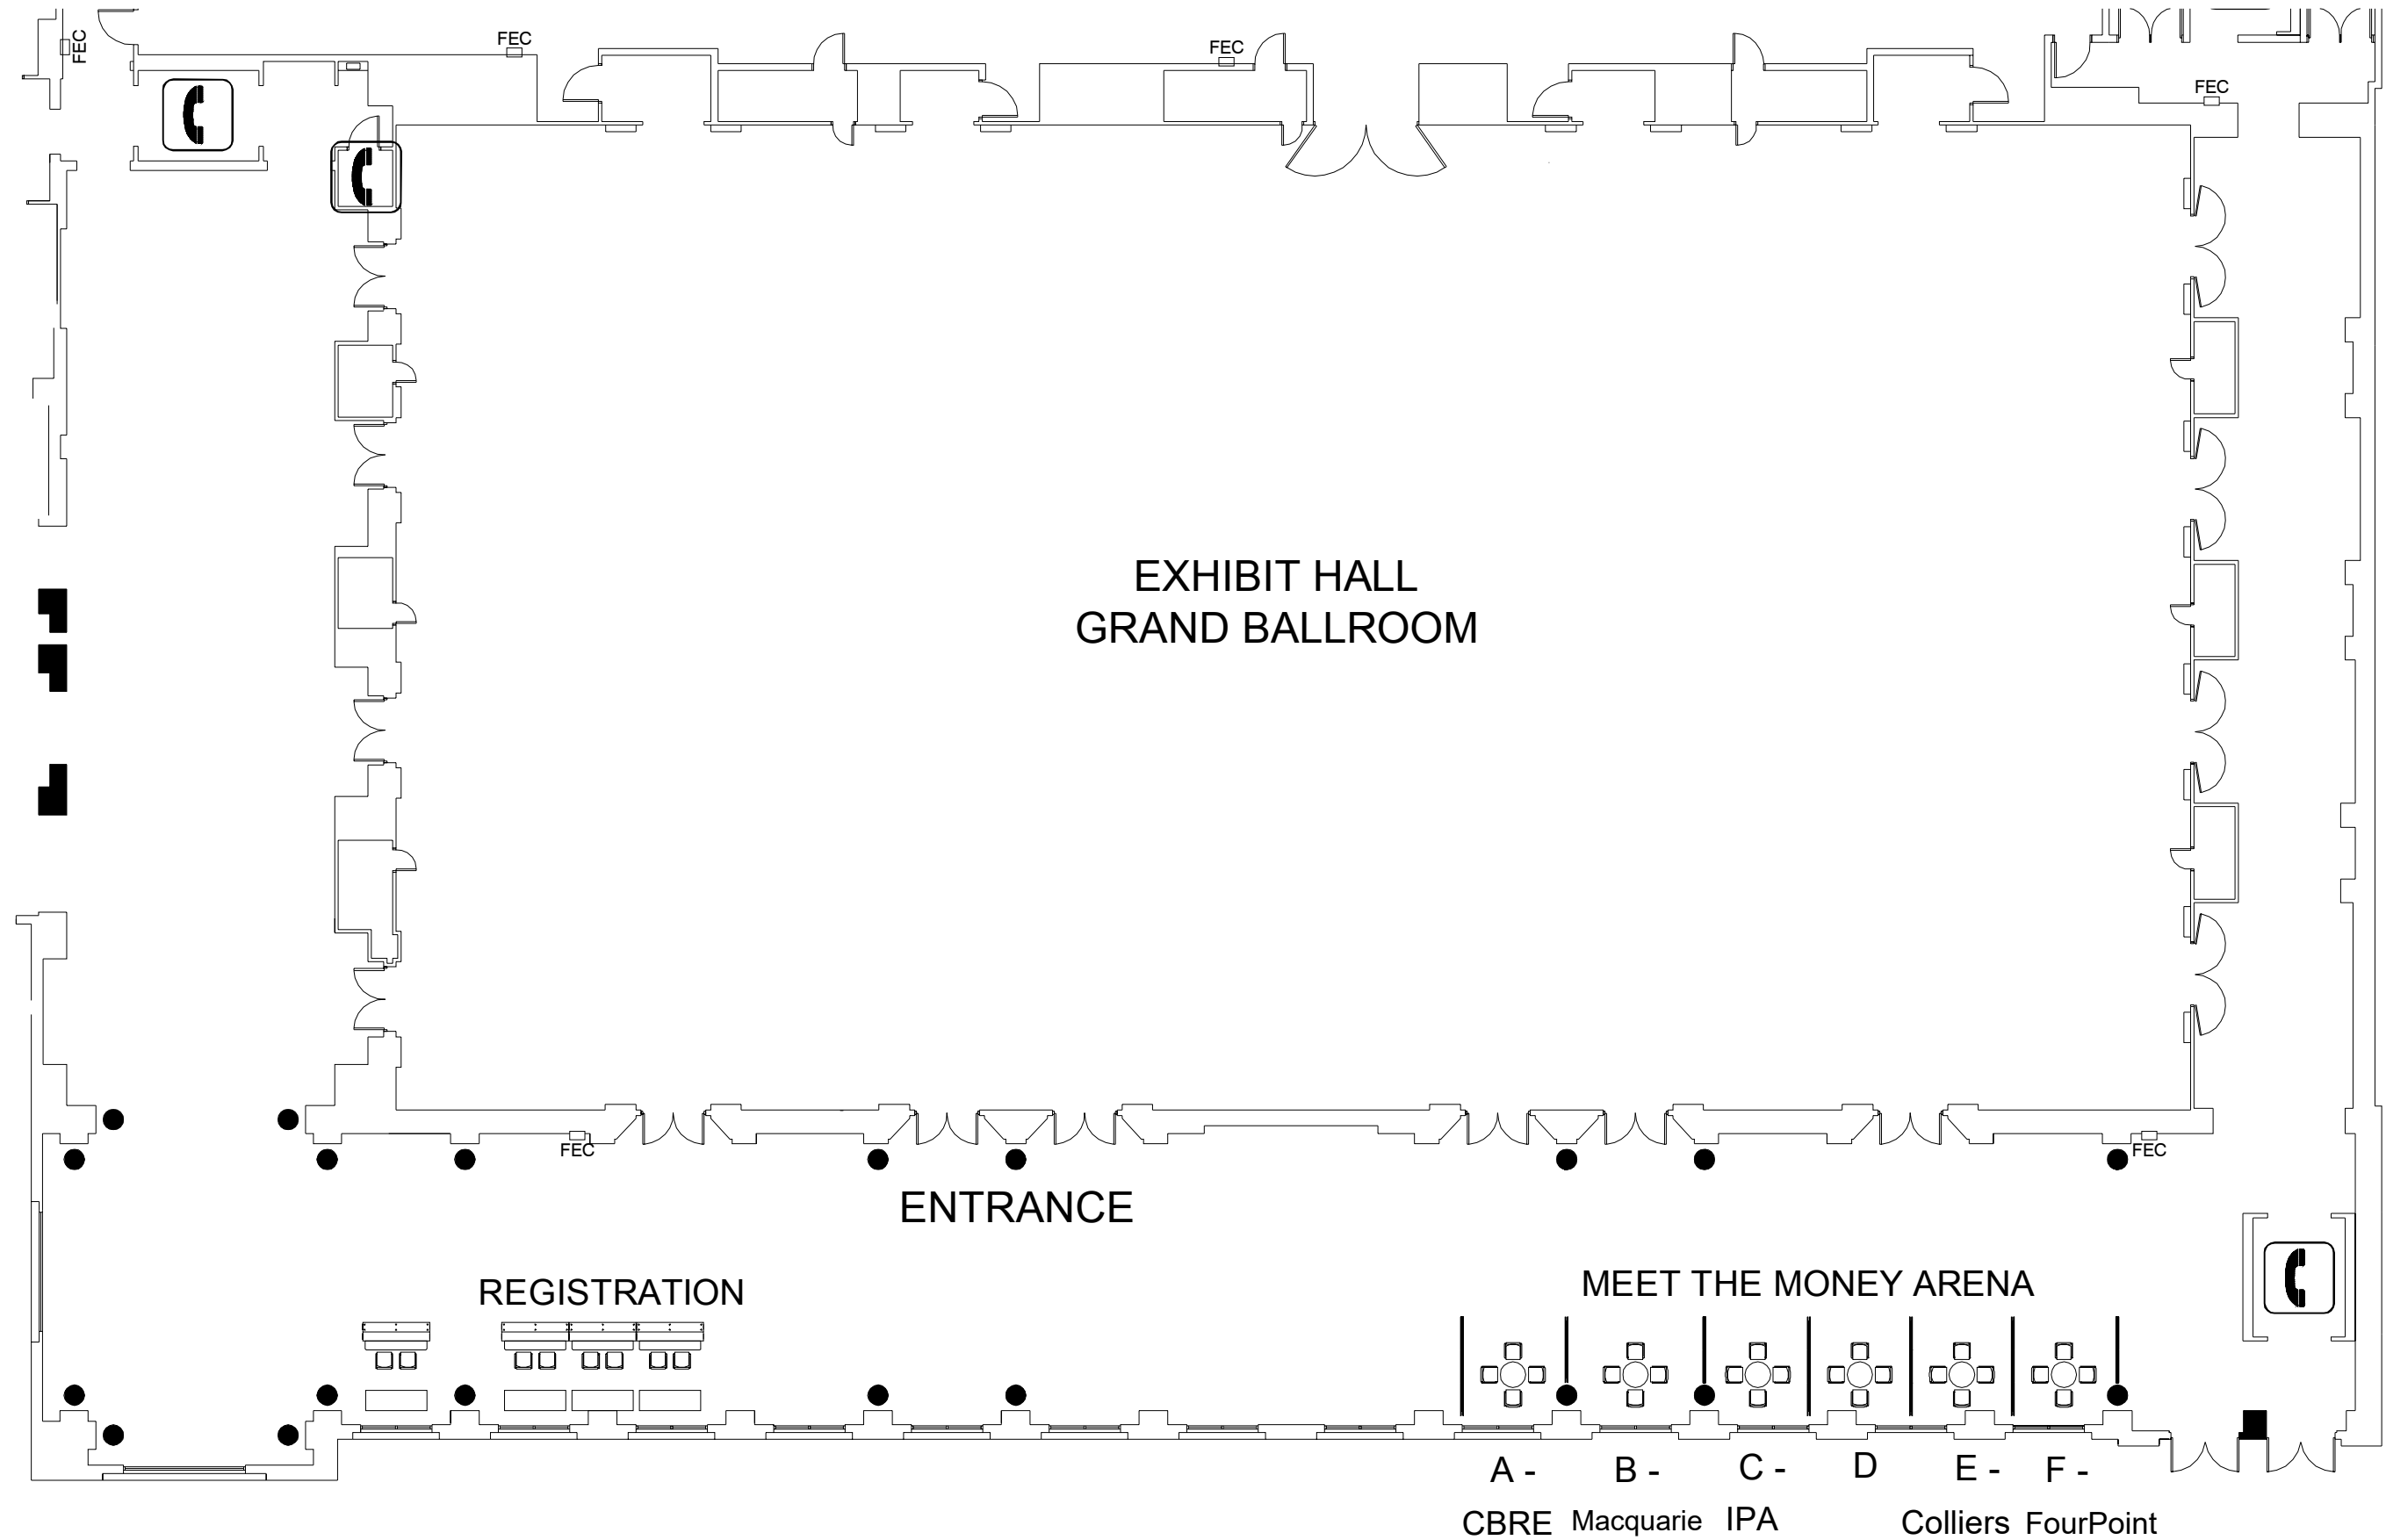 FEC
FEC
FEC
FEC
EXHIBIT HALL
GRAND BALLROOM
FEC
FEC
ENTRANCE
REGISTRATION
MEET THE MONEY ARENA
A -
B -
C -
D
E -
F -
CBRE
Macquarie
IPA
Colliers
FourPoint